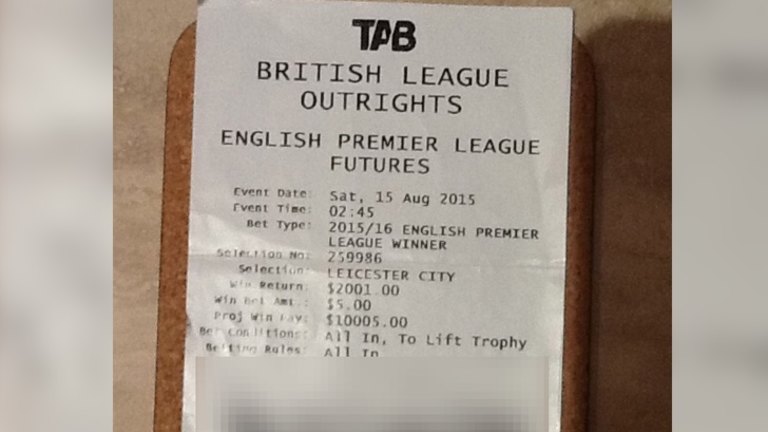 TAB
BRITISH LEAGUE
OUTRIGHTS
ENGLISH PREMIER LEAGUE
FUTURES
Event Date: Sat, 15 Aug 2015
Event Time: 02:45
Bet Type: 2015/16 ENGLISH PREMIER
LEAGUE WINNER
Selection No: 259986
Selection: LEICESTER CITY
Win Return: $2001.00
Win Bet Amt.: $5.00
Proj Win Pay: $10005.00
Bet Conditions: All In, To Lift Trophy
Betting Rules: All In